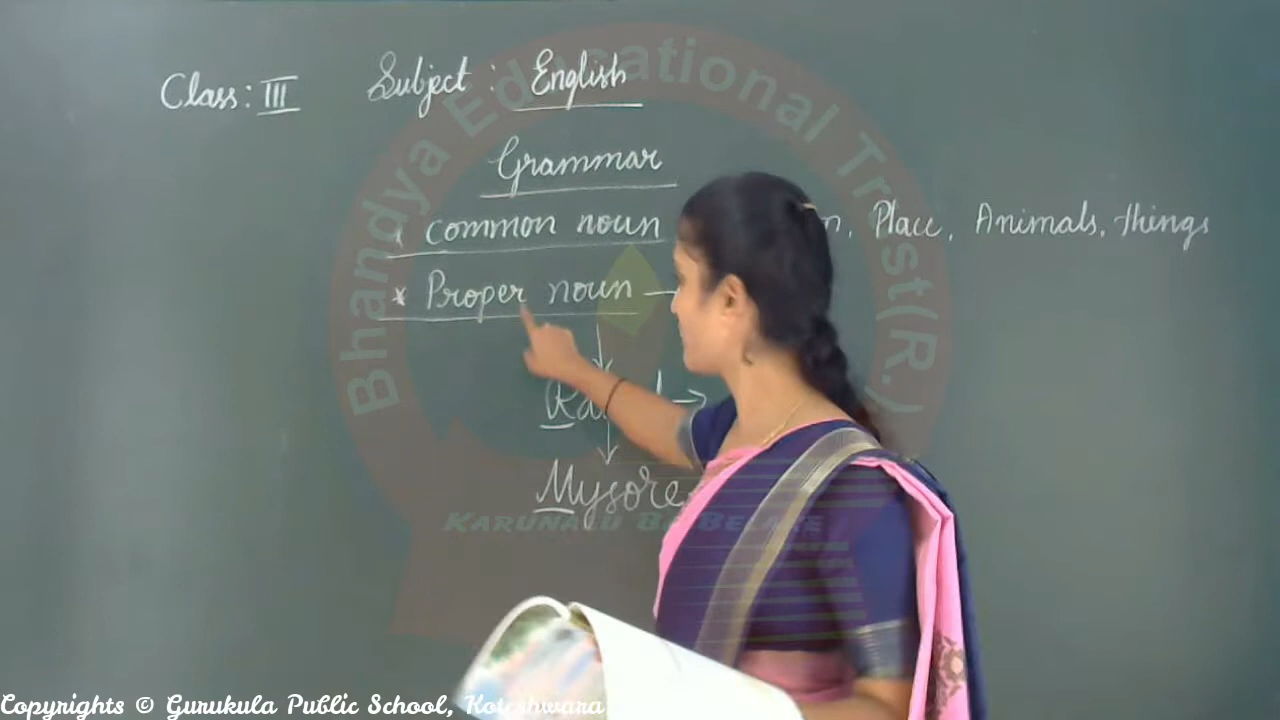 Class: III Subject : English
Grammar
* common noun Place, Animals, things
* Proper noun →
Mysore
Bhandya Educational Trust (R.)
Copyrights © Gurukula Public School, Koteshwara